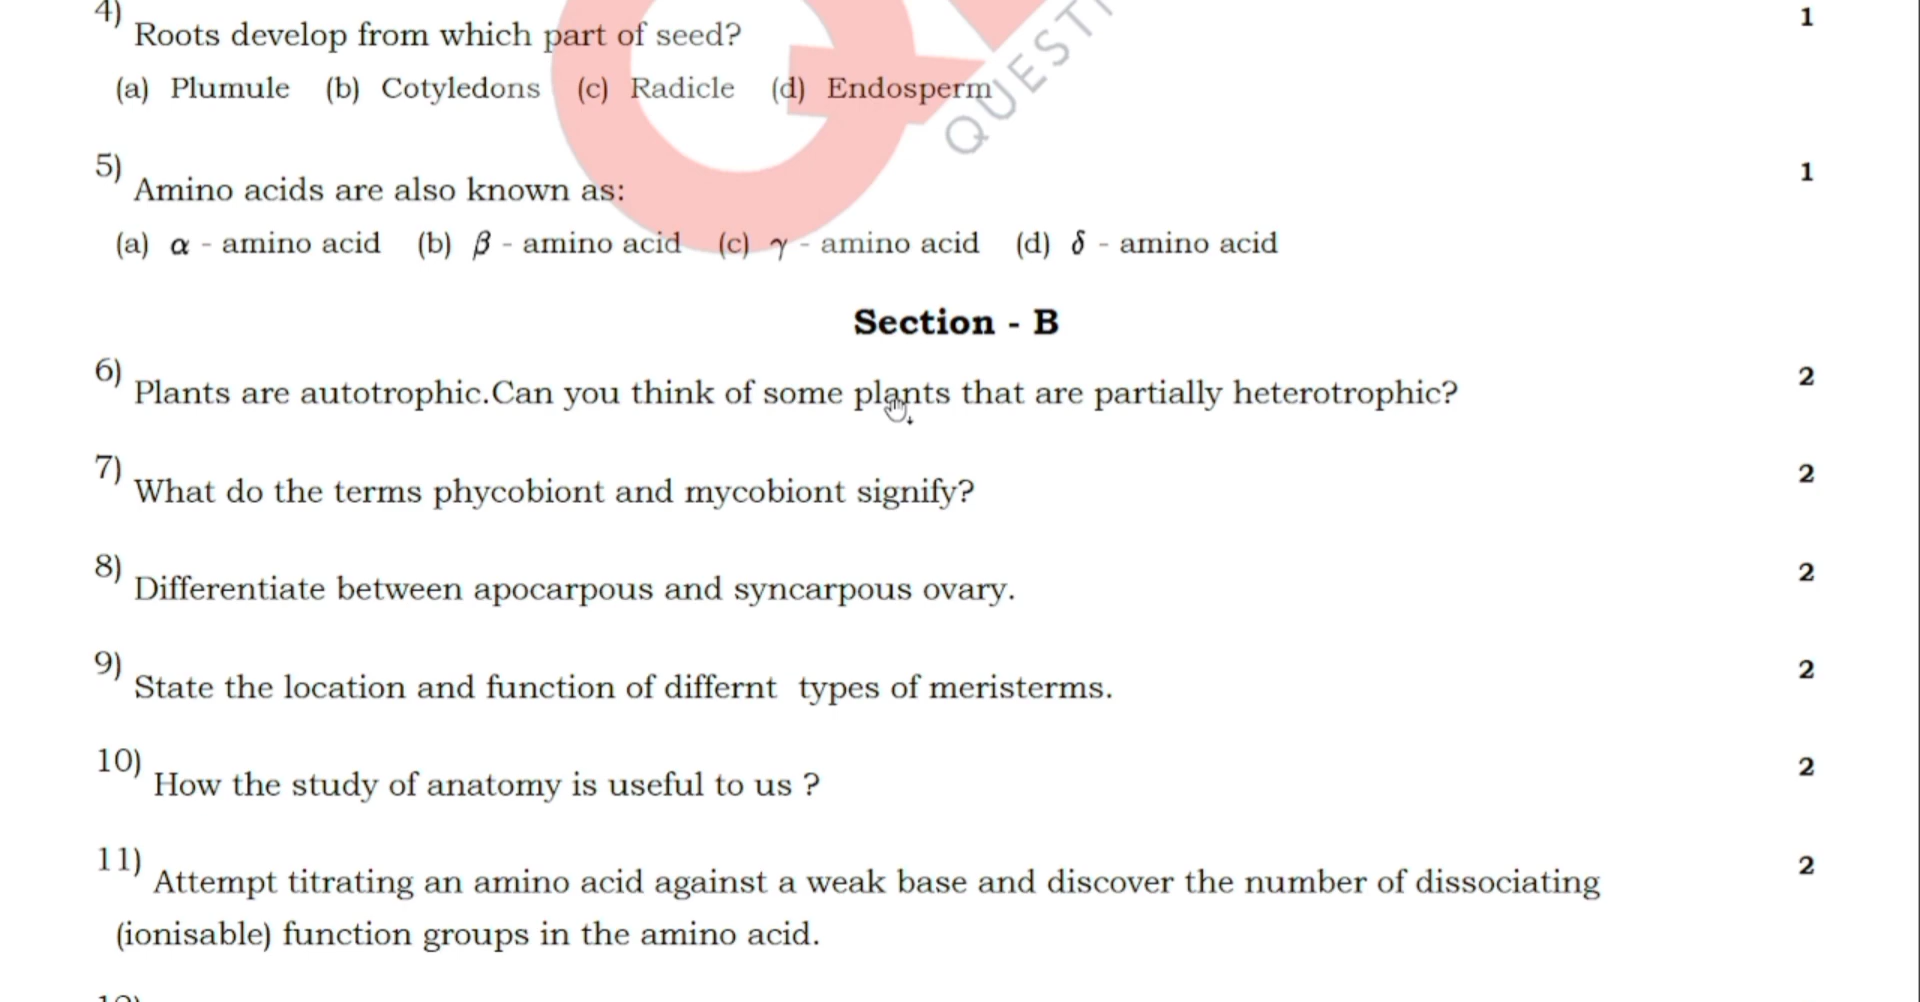 4)
Roots develop from which part of seed?
1
(a) Plumule (b) Cotyledons (c) Radicle (d) Endosperm
5)
Amino acids are also known as:
1
(a) α - amino acid (b) β - amino acid (c) γ - amino acid (d) δ - amino acid
Section - B
6)
Plants are autotrophic.Can you think of some plants that are partially heterotrophic?
2
7)
What do the terms phycobiont and mycobiont signify?
2
8)
Differentiate between apocarpous and syncarpous ovary.
2
9)
State the location and function of differnt types of meristerms.
2
10)
How the study of anatomy is useful to us ?
2
11)
Attempt titrating an amino acid against a weak base and discover the number of dissociating
2
(ionisable) function groups in the amino acid.